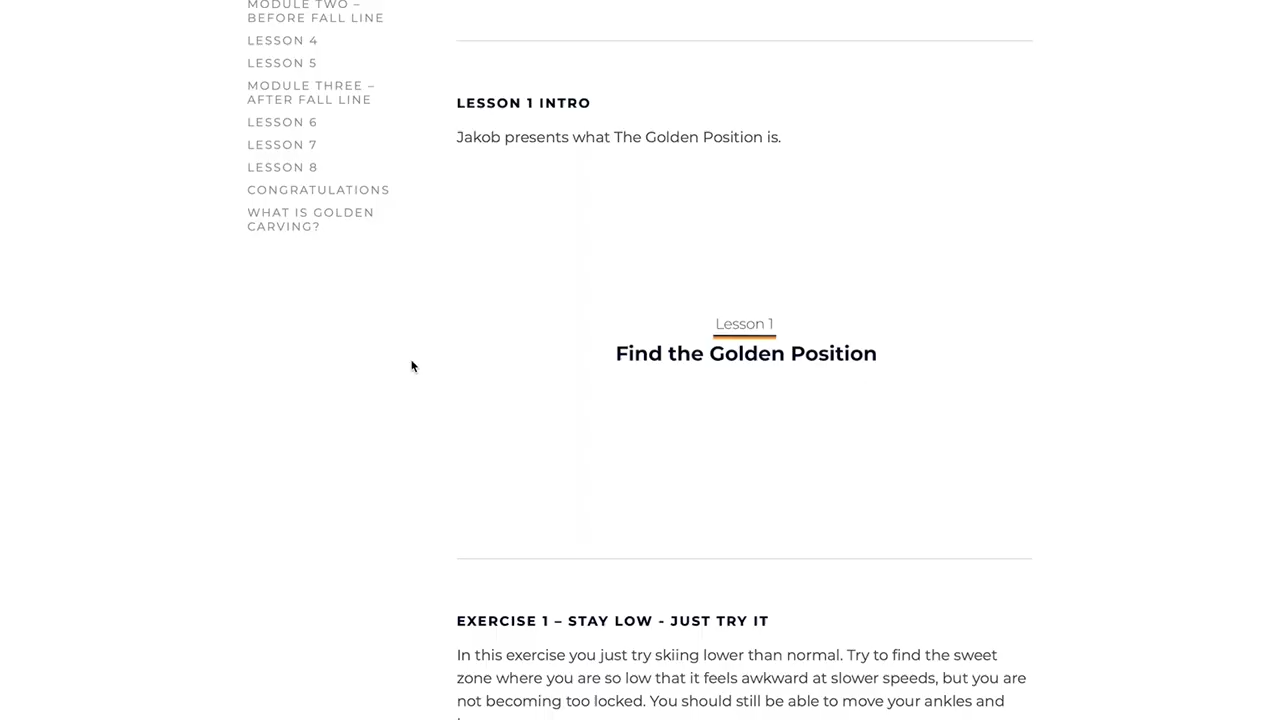 MODULE TWO –
BEFORE FALL LINE
LESSON 4
LESSON 5
MODULE THREE –
AFTER FALL LINE
LESSON 6
LESSON 7
LESSON 8
CONGRATULATIONS
WHAT IS GOLDEN
CARVING?
LESSON 1 INTRO
Jakob presents what The Golden Position is.
Lesson 1
Find the Golden Position
EXERCISE 1 – STAY LOW - JUST TRY IT
In this exercise you just try skiing lower than normal. Try to find the sweet
zone where you are so low that it feels awkward at slower speeds, but you are
not becoming too locked. You should still be able to move your ankles and